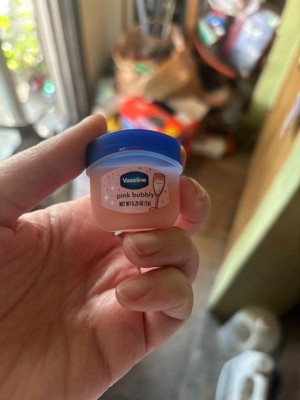 Vaseline
pink bubbly
NET WT 0.25 OZ (7g)